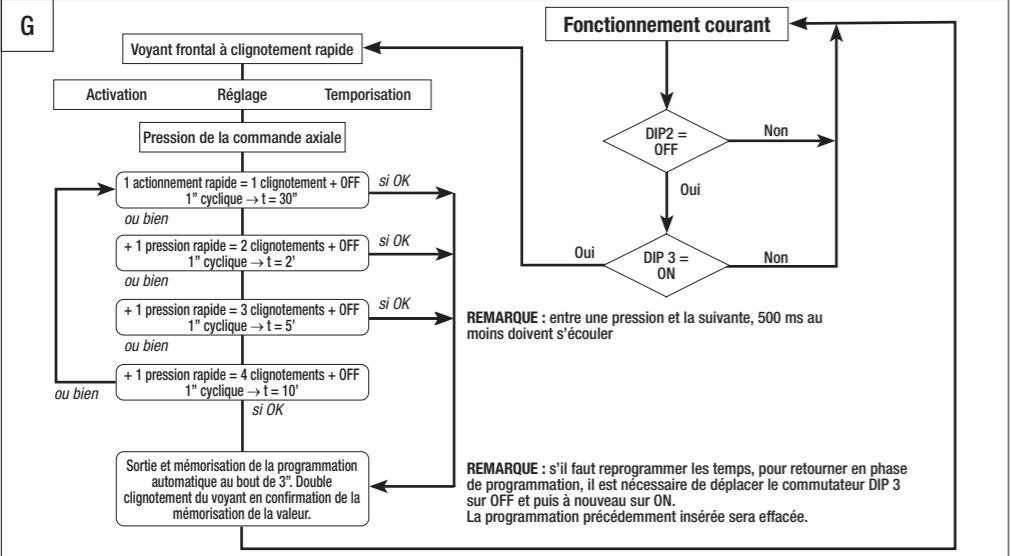 G
Fonctionnement courant
Voyant frontal à clignotement rapide
Activation Réglage Temporisation
Pression de la commande axiale
1 actionnement rapide = 1 clignotement + OFF
1” cyclique → t = 30”
si OK
ou bien
+ 1 pression rapide = 2 clignotements + OFF
1” cyclique → t = 2’
si OK
ou bien
+ 1 pression rapide = 3 clignotements + OFF
1” cyclique → t = 5’
si OK
ou bien
+ 1 pression rapide = 4 clignotements + OFF
1” cyclique → t = 10’
ou bien
si OK
Sortie et mémorisation de la programmation
automatique au bout de 3”. Double
clignotement du voyant en confirmation de la
mémorisation de la valeur.
DIP2 =
OFF
Non
Oui
DIP 3 =
ON
Oui
Non
REMARQUE : entre une pression et la suivante, 500 ms au
moins doivent s’écouler
REMARQUE : s’il faut reprogrammer les temps, pour retourner en phase
de programmation, il est nécessaire de déplacer le commutateur DIP 3
sur OFF et puis à nouveau sur ON.
La programmation précédemment insérée sera effacée.